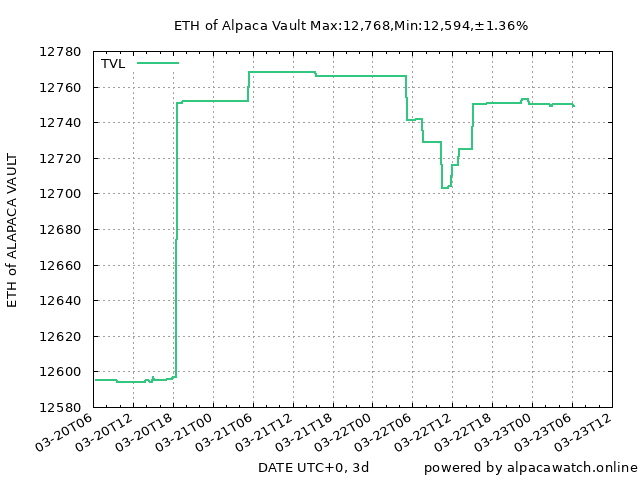 ETH of Alpaca Vault Max:12,768,Min:12,594,±1.36%
TVL
ETH of ALAPACA VAULT
12780
12760
12740
12720
12700
12680
12660
12640
12620
12600
12580
03-20T06
03-20T12
03-20T18
03-21T00
03-21T06
03-21T12
03-21T18
03-22T00
03-22T06
03-22T12
03-22T18
03-23T00
03-23T06
03-23T12
DATE UTC+0, 3d
powered by alpacawatch.online